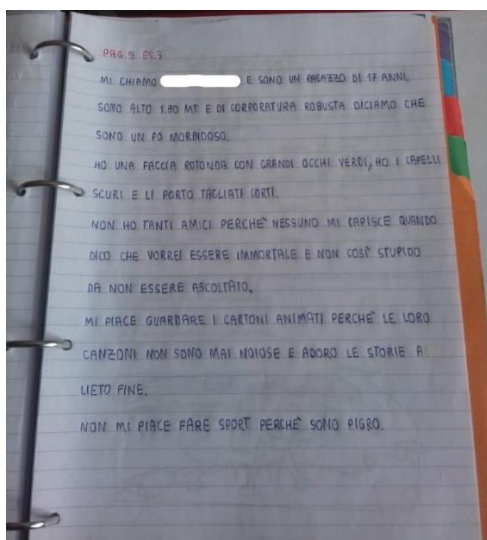 PAG.9 ES.3
MI CHIAMO E SONO UN RAGAZZO DI 17 ANNI,
SONO ALTO 1.80 MT E DI CORPORATURA ROBUSTA DICIAMO CHE
SONO UN PO MORBIDOSO.
HO UNA FACCIA ROTONDA CON GRANDI OCCHI VERDI, HO I CAPELLI
SCURI E LI PORTO TAGLIATI CORTI.
NON HO TANTI AMICI PERCHE' NESSUNO MI CAPISCE QUANDO
DICO CHE VORREI ESSERE IMMORTALE E NON COSI' STUPIDO
DA NON ESSERE ASCOLTATO.
MI PIACE GUARDARE I CARTONI ANIMATI PERCHE' LE LORO
CANZONI NON SONO MAI NOIOSE E ADORO LE STORIE A
LIETO FINE.
NON MI PIACE FARE SPORT PERCHE' SONO PIGRO.